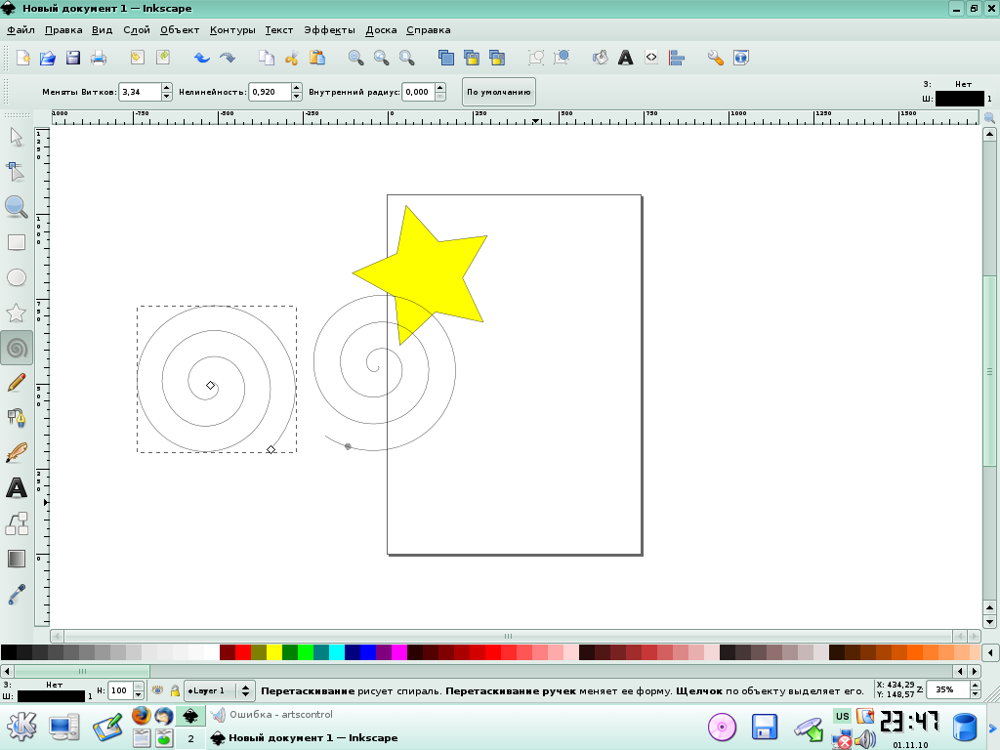 Новый документ 1 — Inkscape
Файл Правка Вид Слой Объект Контуры Текст Эффекты Доска Справка
Меняты Витков: 3,34 Нелинейность: 0,920 Внутренний радиус: 0,000 По умолчанию
З: Нет
Ш: 1
1000 -750 -500 -250 0 250 500 750 1000 1250 1500
З: Нет
Ш: 1
Н: 100
Layer 1
Перетаскивание рисует спираль. Перетаскивание ручек меняет ее форму. Щелчок по объекту выделяет его.
X: 434,29
Y: 148,57
Z: 35%
Ошибка - artscontrol
2
Новый документ 1 — Inkscape
US
23:47
01.11.10